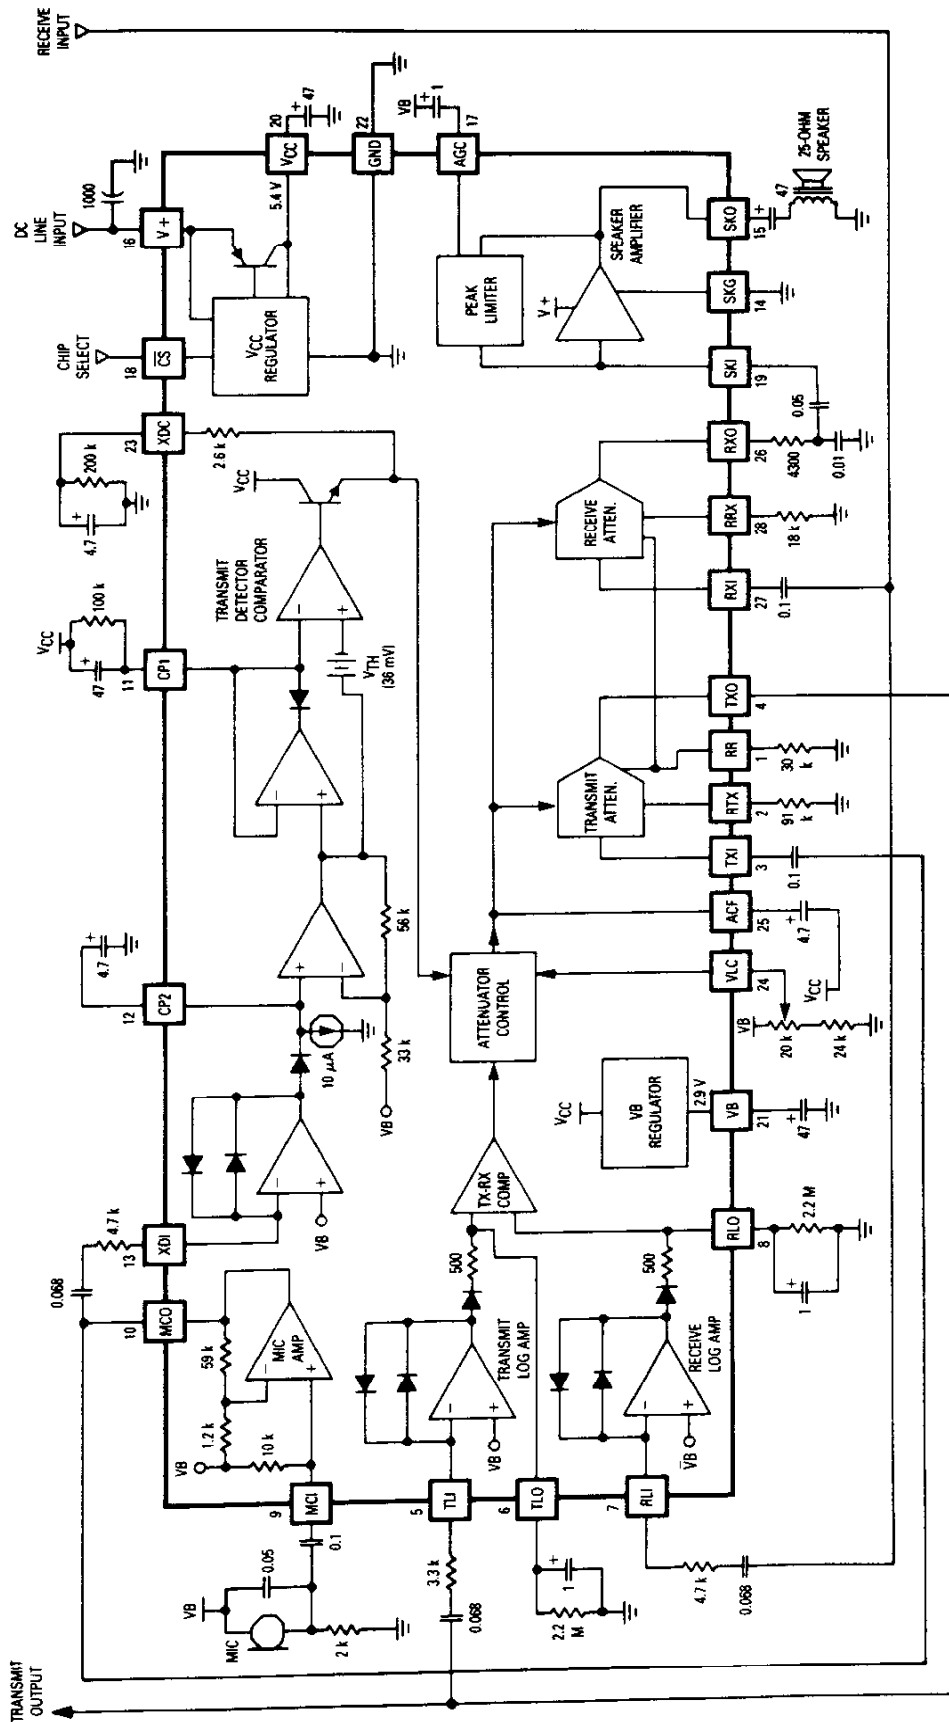 RECEIVE
INPUT
DC
LINE
INPUT
1000
16
V+
CHIP
SELECT
18
CS
VCC
REGULATOR
5.4 V
VCC
20
+
47
GND
22
AGC
17
VB
+
1
23
XDC
200 k
+
4.7
2.6 k
VCC
TRANSMIT
DETECTOR
COMPARATOR
-
+
VTH
(36 mV)
VCC
100 k
+
47
11
CP1
-
+
+
4.7
12
CP2
+
-
56 k
33 k
VB
10 μA
-
+
VB
4.7 k
0.068
13
XDI
10
MCO
59 k
1.2 k
VB
10 k
MIC
AMP
-
+
9
MCI
0.1
0.05
VB
MIC
2 k
TRANSMIT
OUTPUT
PEAK
LIMITER
V+
SPEAKER
AMPLIFIER
SKO
15
+
47
25-OHM
SPEAKER
SKG
14
SKI
19
0.05
RXO
26
4300
0.01
RRX
28
18 k
RXI
27
0.1
RECEIVE
ATTEN.
TRANSMIT
ATTEN.
TXO
4
RR
1
30
k
RTX
2
91
k
TXI
3
0.1
ACF
25
+
4.7
VCC
VLC
24
VB
20 k
24 k
ATTENUATOR
CONTROL
VCC
VB
REGULATOR
2.9 V
VB
21
+
47
TX-RX
COMP
RLO
8
+
1
2.2 M
500
TRANSMIT
LOG AMP
-
+
VB
5
TLI
3.3 k
0.068
6
TLO
+
1
2.2
M
500
RECEIVE
LOG AMP
-
+
VB
7
RLI
4.7 k
0.068